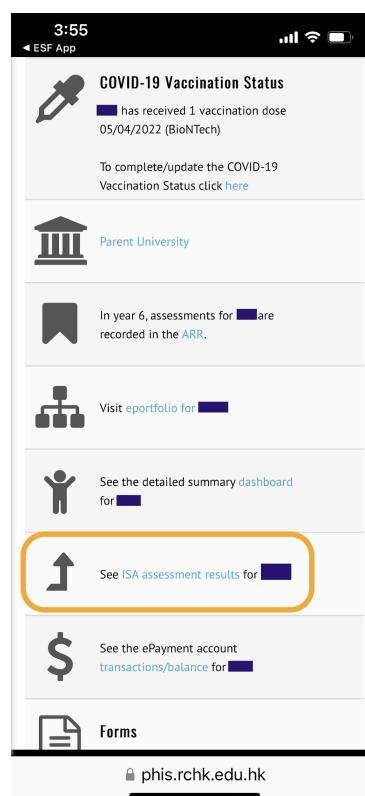 3:55
◀ ESF App
COVID-19 Vaccination Status
has received 1 vaccination dose
05/04/2022 (BioNTech)
To complete/update the COVID-19
Vaccination Status click here
Parent University
In year 6, assessments for are
recorded in the ARR.
Visit eportfolio for
See the detailed summary dashboard
for
See ISA assessment results for
$
See the ePayment account
transactions/balance for
Forms
phis.rchk.edu.hk